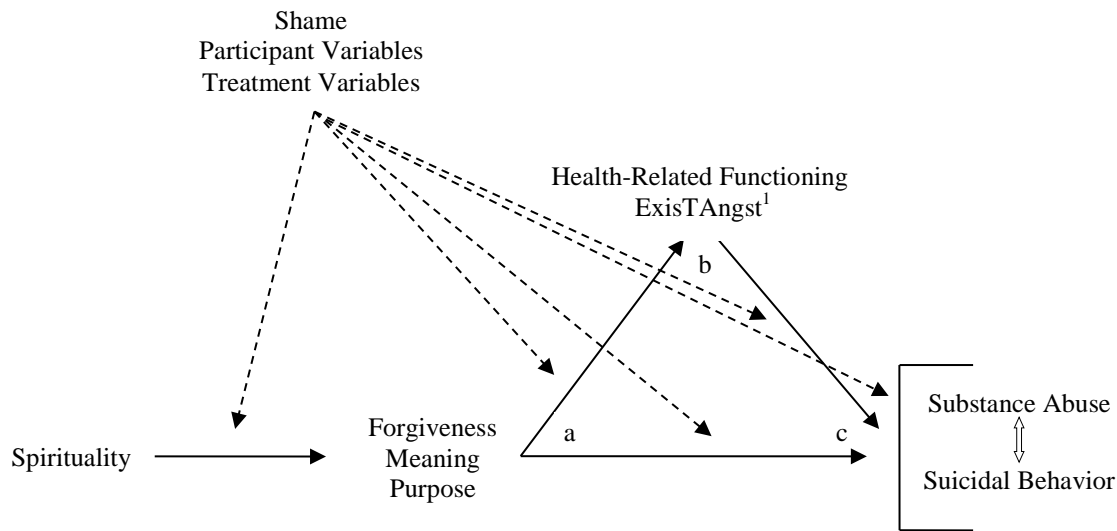 Shame
Participant Variables
Treatment Variables
Health-Related Functioning
ExisTAngst¹
b
Substance Abuse
Suicidal Behavior
Forgiveness
Meaning
Purpose
a
c
Spirituality